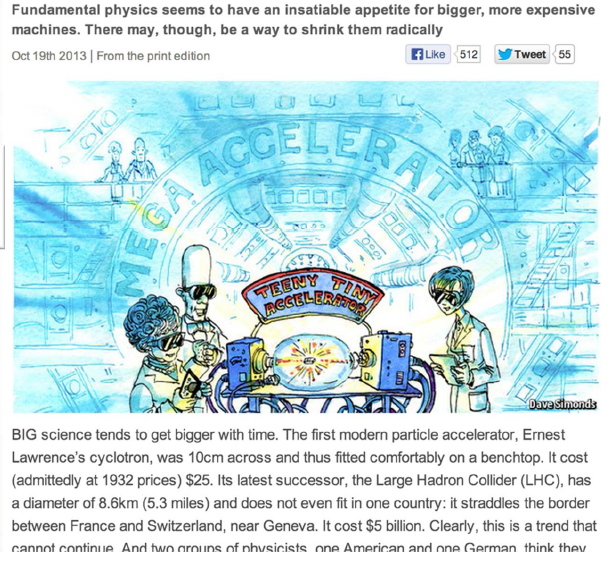 Fundamental physics seems to have an insatiable appetite for bigger, more expensive
machines. There may, though, be a way to shrink them radically
Oct 19th 2013 | From the print edition
Like 512 Tweet 55
MEGA ACCELERATOR
TEENY TINY
ACCELERATOR
Dave Simonds
BIG science tends to get bigger with time. The first modern particle accelerator, Ernest
Lawrence's cyclotron, was 10cm across and thus fitted comfortably on a benchtop. It cost
(admittedly at 1932 prices) $25. Its latest successor, the Large Hadron Collider (LHC), has
a diameter of 8.6km (5.3 miles) and does not even fit in one country: it straddles the border
between France and Switzerland, near Geneva. It cost $5 billion. Clearly, this is a trend that
cannot continue. And two groups of physicists, one American and one German, think they